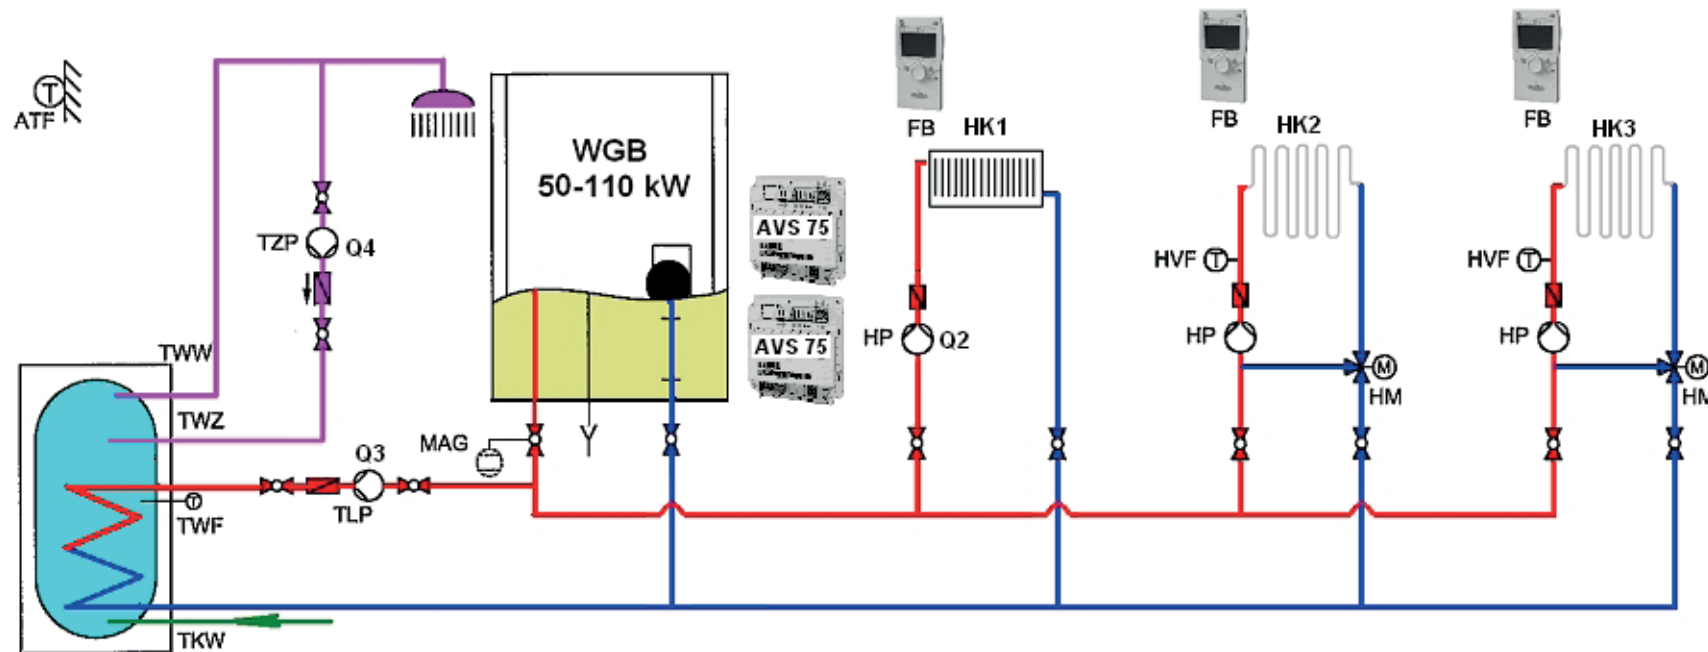 T
ATF
TZP
Q4
TWW
TWZ
Q3
TLP
T
TWF
TKW
MAG
WGB
50-110 kW
AVS 75
AVS 75
FB
HK1
HP
Q2
FB
HK2
HVF
T
HP
M
HM
FB
HK3
HVF
T
HP
M
HM